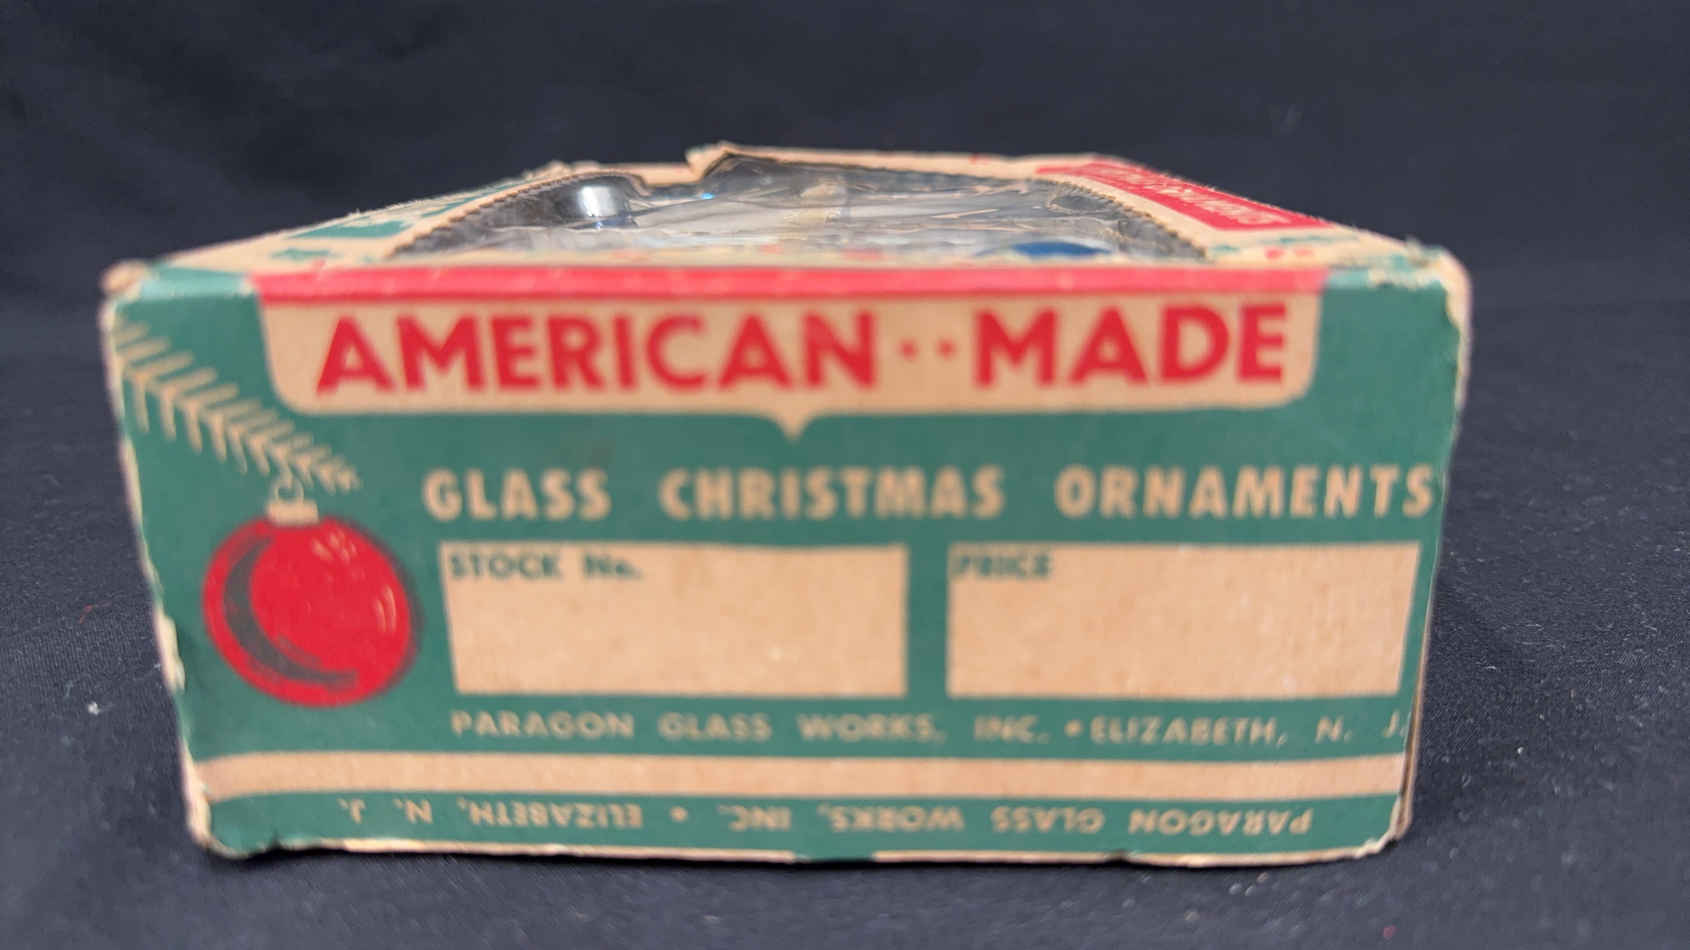 AMERICAN··MADE
GLASS CHRISTMAS ORNAMENTS
STOCK No.
PRICE
PARAGON GLASS WORKS, INC. • ELIZABETH, N. J.
PARAGON GLASS WORKS, INC. • ELIZABETH, N. J.